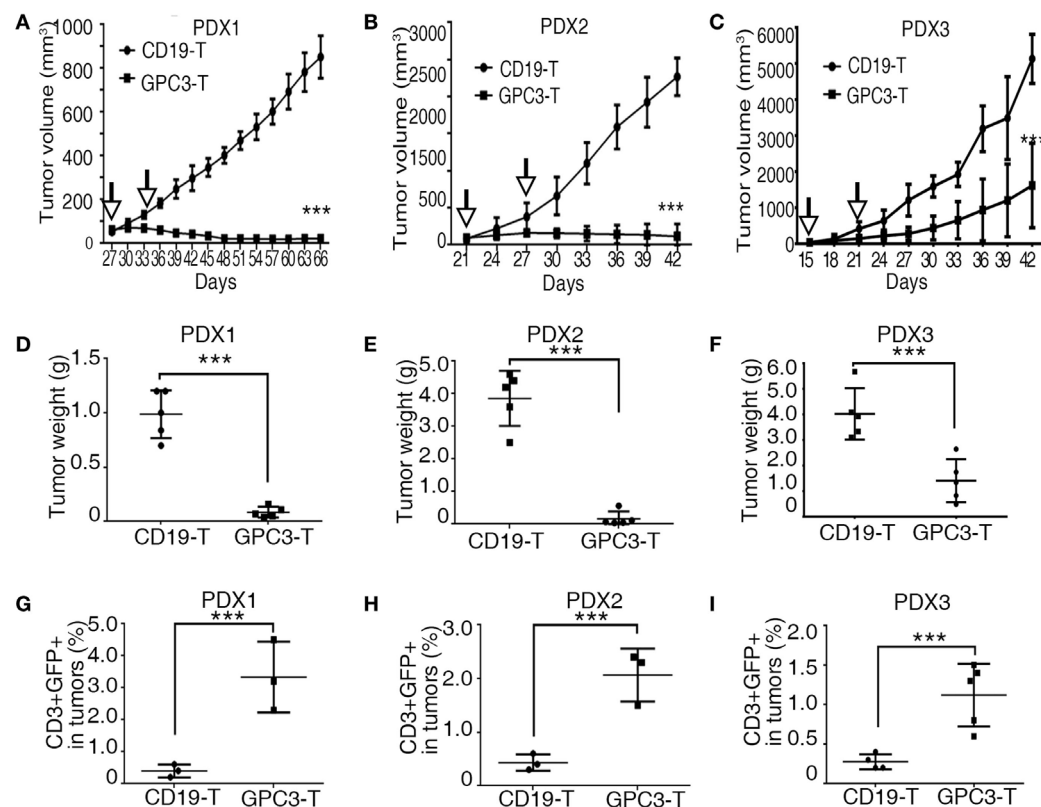 A PDX1
Tumor volume (mm³)
1000
800
600
400
200
0
CD19-T
GPC3-T
***
27 30 33 36 39 42 45 48 51 54 57 60 63 66
Days
B PDX2
Tumor volume (mm³)
3500
2500
1500
500
0
CD19-T
GPC3-T
***
21 24 27 30 33 36 39 42
Days
C PDX3
Tumor volume (mm³)
6000
5000
4000
3000
2000
1000
0
CD19-T
GPC3-T
***
15 18 21 24 27 30 33 36 39 42
Days
D PDX1
Tumor weight (g)
1.5
1.0
0.5
0
***
CD19-T GPC3-T
E PDX2
Tumor weight (g)
5.0
4.0
3.0
2.0
1.0
0
***
CD19-T GPC3-T
F PDX3
Tumor weight (g)
6.0
5.0
4.0
3.0
2.0
1.0
0
***
CD19-T GPC3-T
G PDX1
CD3+GFP+
in tumors (%)
5.0
4.0
3.0
2.0
1.0
0
***
CD19-T GPC3-T
H PDX2
CD3+GFP+
in tumors (%)
3.0
2.0
1.0
0
***
CD19-T GPC3-T
I PDX3
CD3+GFP+
in tumors (%)
2.0
1.5
1.0
0.5
0
***
CD19-T GPC3-T